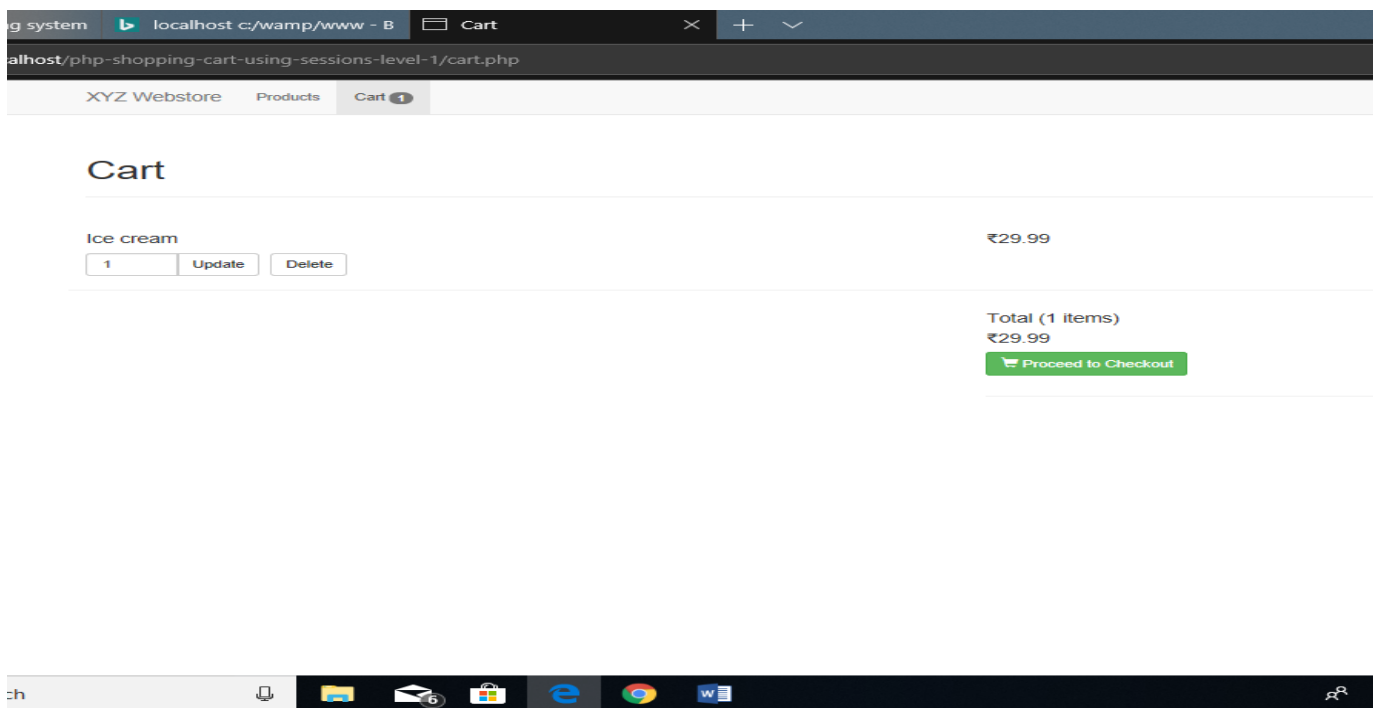 g system localhost c:/wamp/www - B Cart
alhost/php-shopping-cart-using-sessions-level-1/cart.php
XYZ Webstore Products Cart 1
Cart
Ice cream ₹29.99
1 Update Delete
Total (1 items)
₹29.99
Proceed to Checkout
ch 6